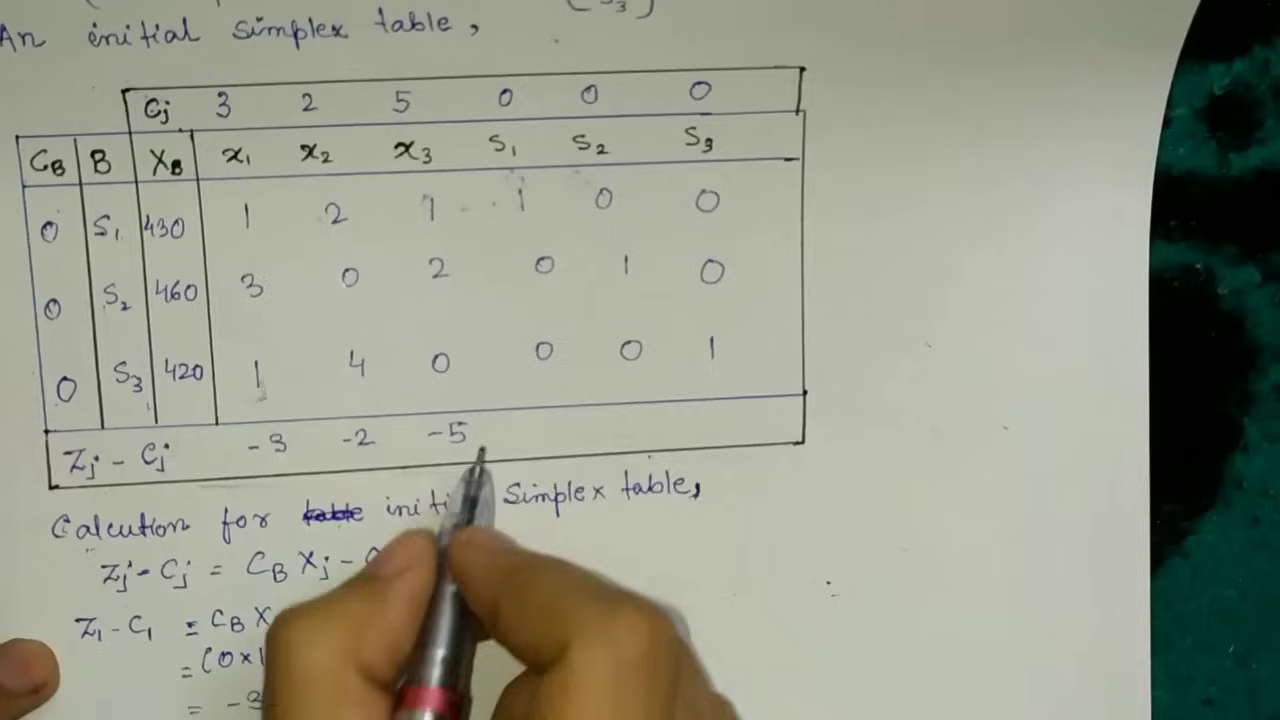 An initial simplex table,
Cj 3 2 5 0 0 0
CB B XB x1 x2 x3 S1 S2 S3
0 S1 430 1 2 1 1 0 0
0 S2 460 3 0 2 0 1 0
0 S3 420 1 4 0 0 0 1
Zj - Cj -3 -2 -5
Calcution for initi simplex table,
Zj - Cj = CB Xj -
Z1 - C1 = CB X
= (0×1
= -3